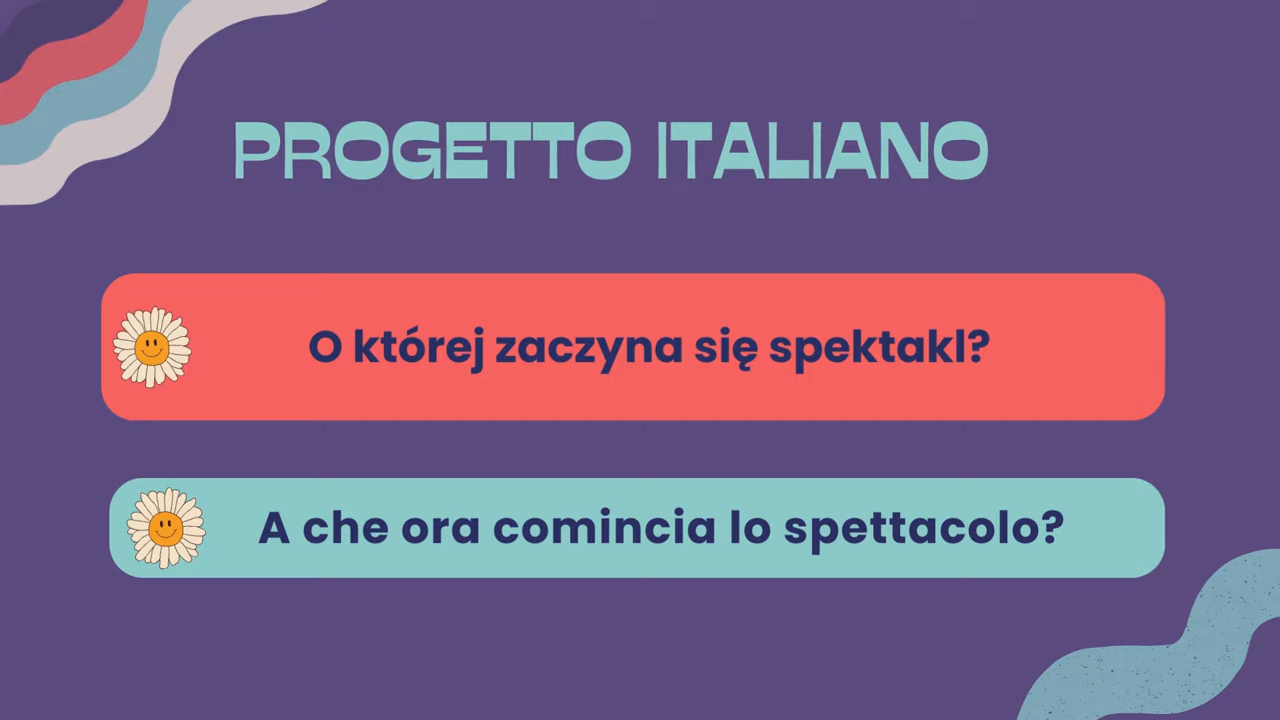 PROGETTO ITALIANO
O której zaczyna się spektakl?
A che ora comincia lo spettacolo?